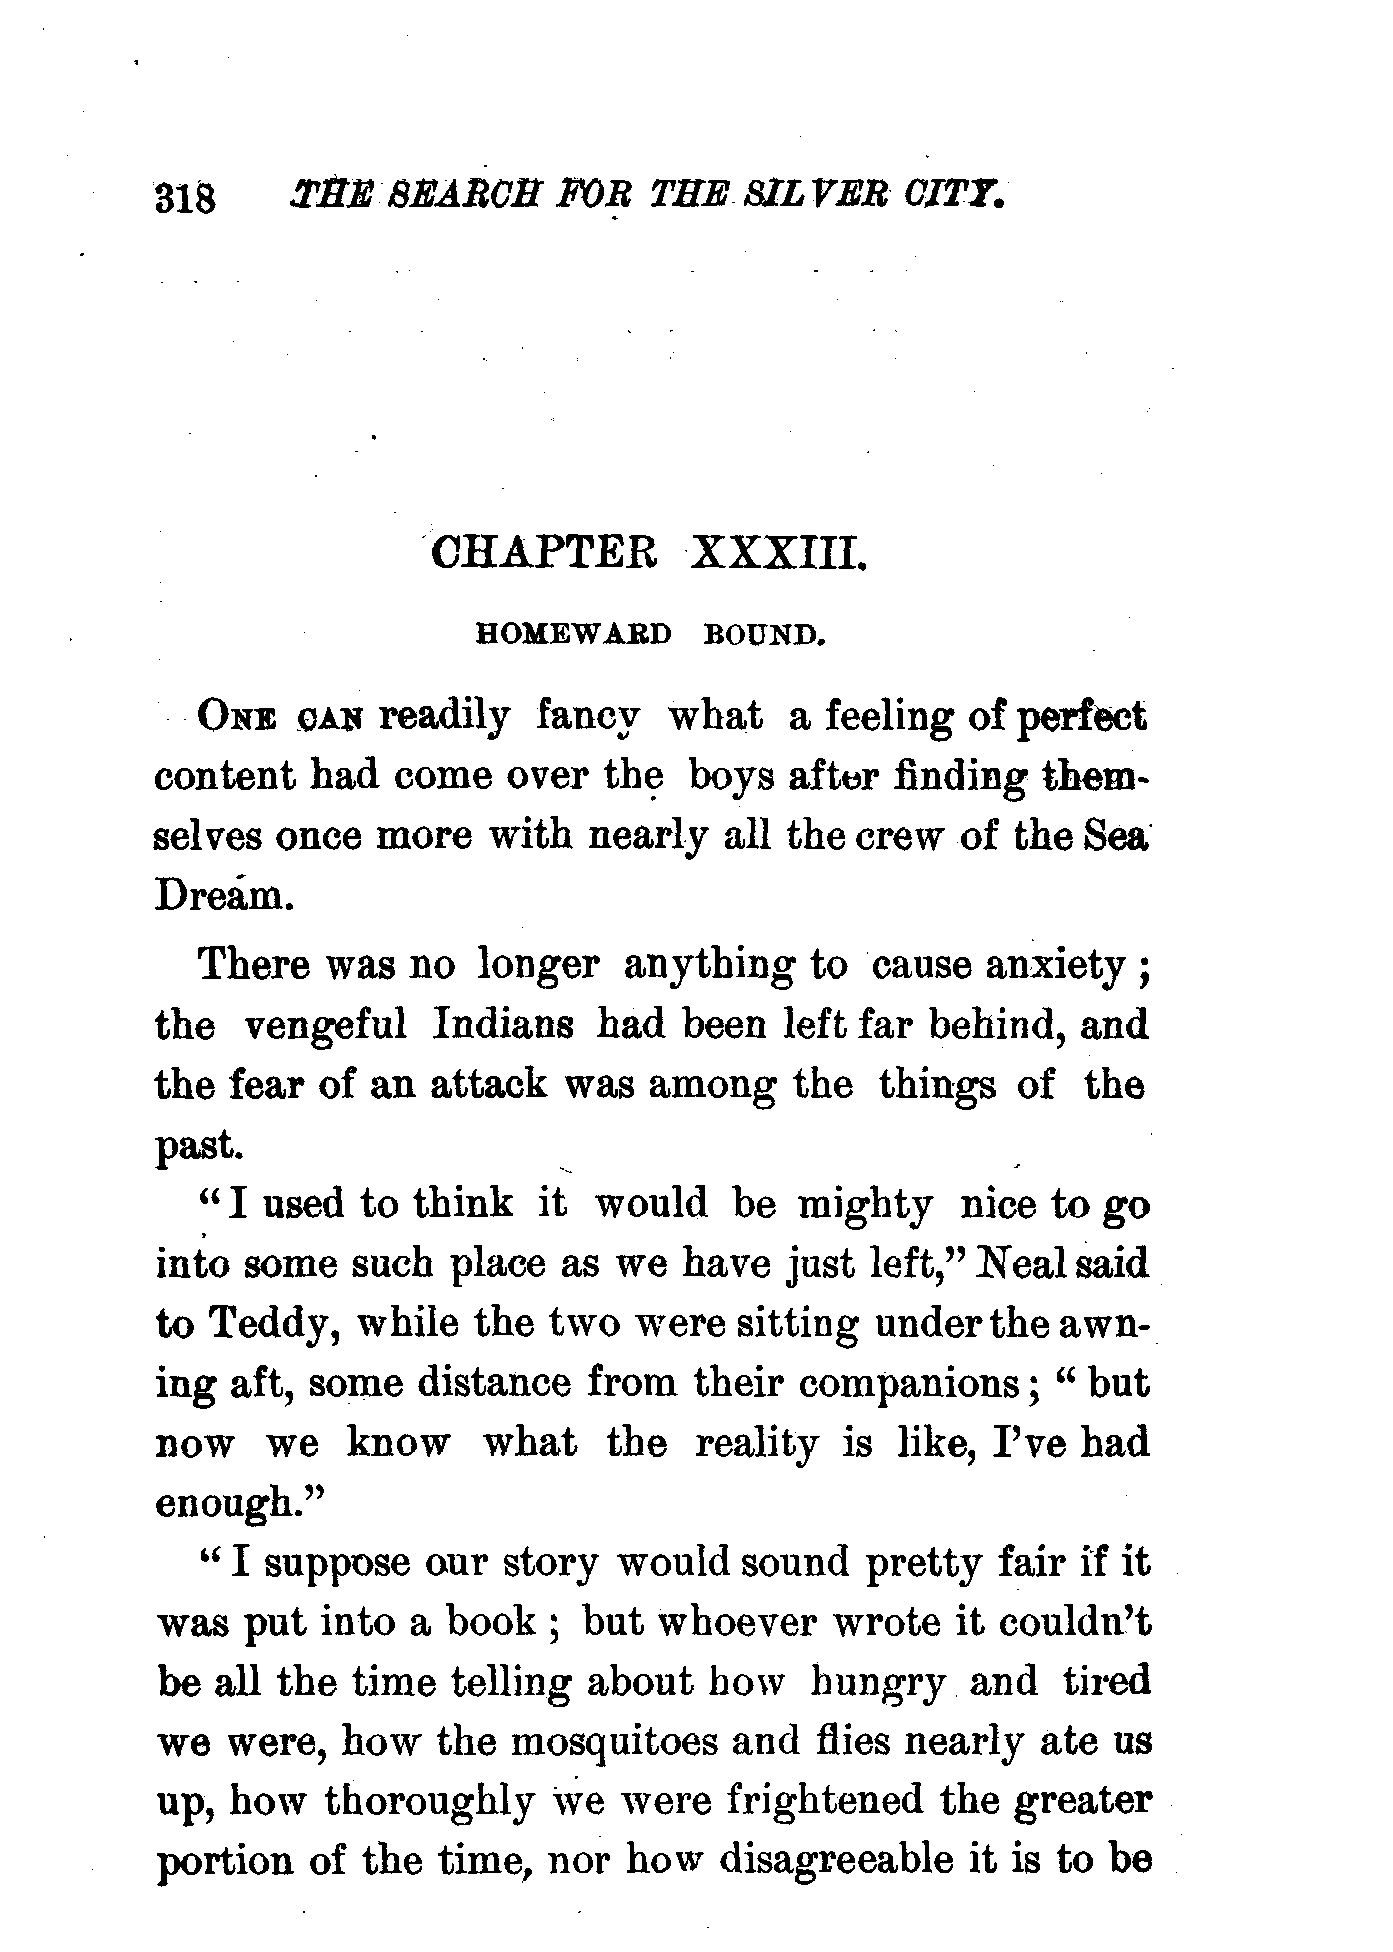 318 THE SEARCH FOR THE SILVER CITY.
CHAPTER XXXIII.
HOMEWARD BOUND.
ONE CAN readily fancy what a feeling of perfect
content had come over the boys after finding them-
selves once more with nearly all the crew of the Sea
Dream.
There was no longer anything to cause anxiety ;
the vengeful Indians had been left far behind, and
the fear of an attack was among the things of the
past.
“ I used to think it would be mighty nice to go
into some such place as we have just left,” Neal said
to Teddy, while the two were sitting under the awn-
ing aft, some distance from their companions ; “ but
now we know what the reality is like, I’ve had
enough.”
“ I suppose our story would sound pretty fair if it
was put into a book ; but whoever wrote it couldn’t
be all the time telling about how hungry and tired
we were, how the mosquitoes and flies nearly ate us
up, how thoroughly we were frightened the greater
portion of the time, nor how disagreeable it is to be